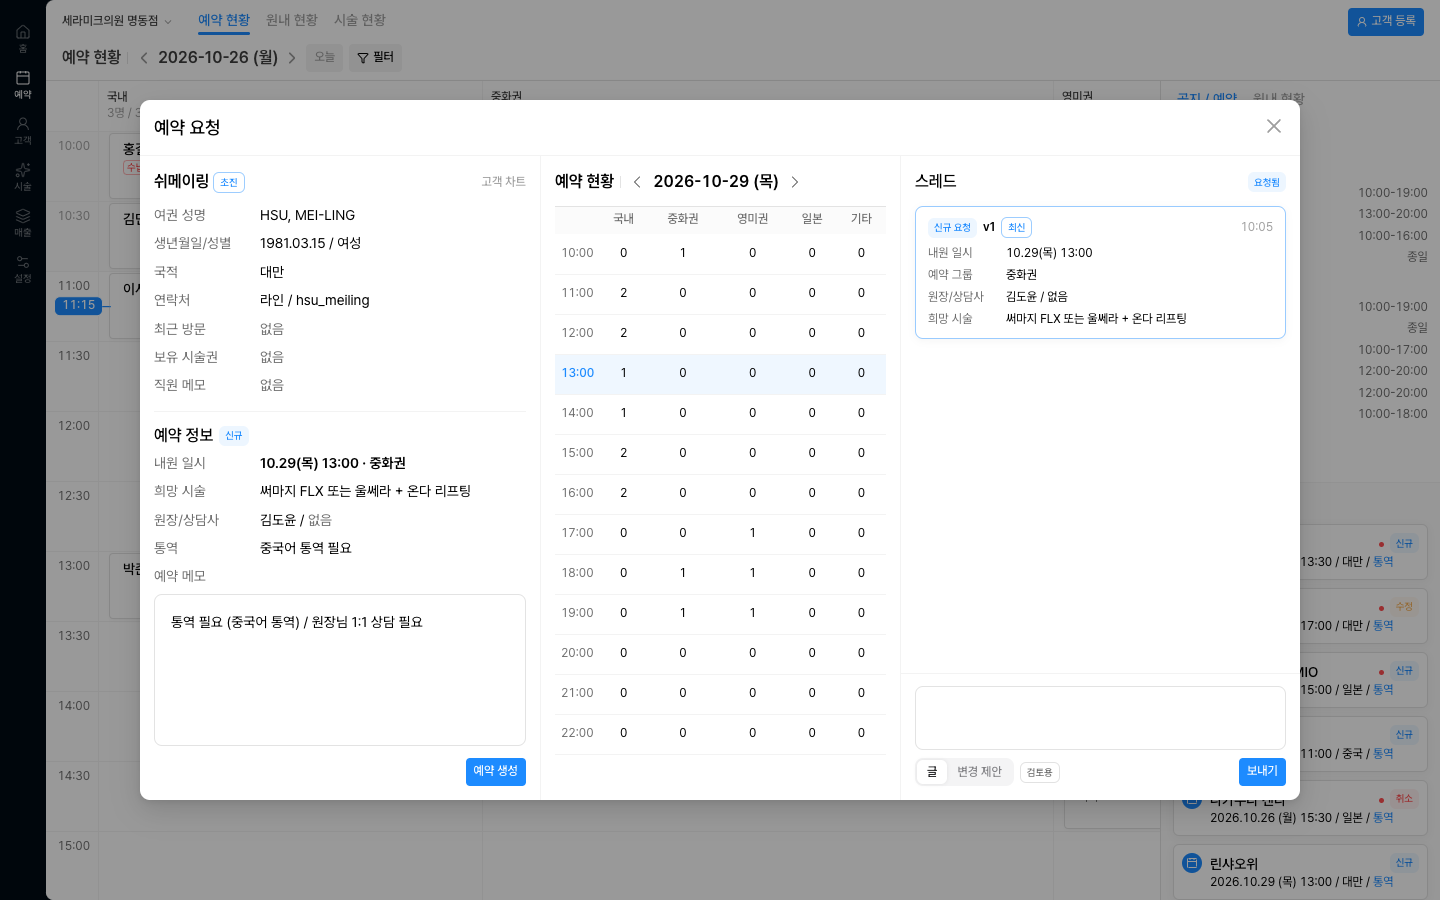 세라미크의원 명동점
예약 현황 원내 현황 시술 현황
고객 등록
홈
예약
고객
시술
매출
설정
예약 현황 2026-10-26 (월) 오늘 필터
국내
3명 /
중화권
영미권
공지 / 예약 원내 현황
10:00
10:30
11:00
11:15
11:30
12:00
12:30
13:00
13:30
14:00
14:30
15:00
예약 요청
쉬메이링 초진 고객 차트
여권 성명 HSU, MEI-LING
생년월일/성별 1981.03.15 / 여성
국적 대만
연락처 라인 / hsu_meiling
최근 방문 없음
보유 시술권 없음
직원 메모 없음
예약 정보 신규
내원 일시 10.29(목) 13:00 · 중화권
희망 시술 써마지 FLX 또는 울쎄라 + 온다 리프팅
원장/상담사 김도윤 / 없음
통역 중국어 통역 필요
예약 메모
통역 필요 (중국어 통역) / 원장님 1:1 상담 필요
예약 생성
예약 현황 2026-10-29 (목)
국내 중화권 영미권 일본 기타
10:00 0 1 0 0 0
11:00 2 0 0 0 0
12:00 2 0 0 0 0
13:00 1 0 0 0 0
14:00 1 0 0 0 0
15:00 2 0 0 0 0
16:00 2 0 0 0 0
17:00 0 0 1 0 0
18:00 0 1 1 0 0
19:00 0 1 1 0 0
20:00 0 0 0 0 0
21:00 0 0 0 0 0
22:00 0 0 0 0 0
스레드 요청됨
신규 요청 v1 최신 10:05
내원 일시 10.29(목) 13:00
예약 그룹 중화권
원장/상담사 김도윤 / 없음
희망 시술 써마지 FLX 또는 울쎄라 + 온다 리프팅
글 변경 제안 검토용 보내기
10:00-19:00
13:00-20:00
10:00-16:00
종일
10:00-19:00
종일
10:00-17:00
12:00-20:00
12:00-20:00
10:00-18:00
신규
13:30 / 대만 / 통역
수정
17:00 / 대만 / 통역
MIO 신규
15:00 / 일본 / 통역
신규
11:00 / 중국 / 통역
취소
2026.10.26 (월) 15:30 / 일본 / 통역
린샤오위 신규
2026.10.29 (목) 13:00 / 대만 / 통역